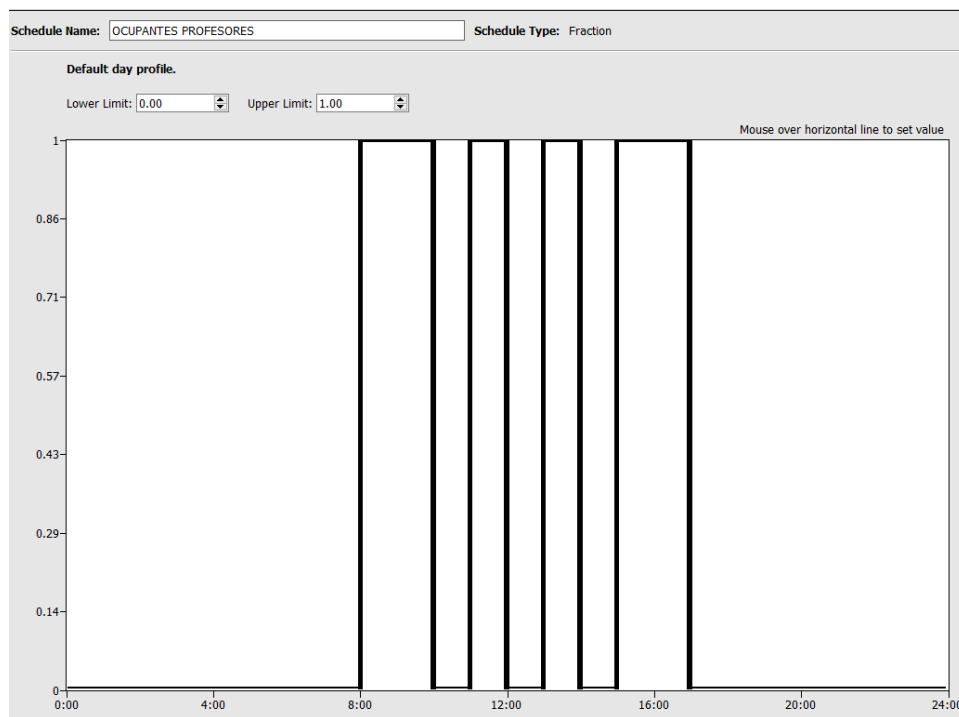 Schedule Name: OCUPANTES PROFESORES Schedule Type: Fraction
Default day profile.
Lower Limit: 0.00 Upper Limit: 1.00
Mouse over horizontal line to set value
1
0.86
0.71
0.57
0.43
0.29
0.14
0
0:00 4:00 8:00 12:00 16:00 20:00 24:00